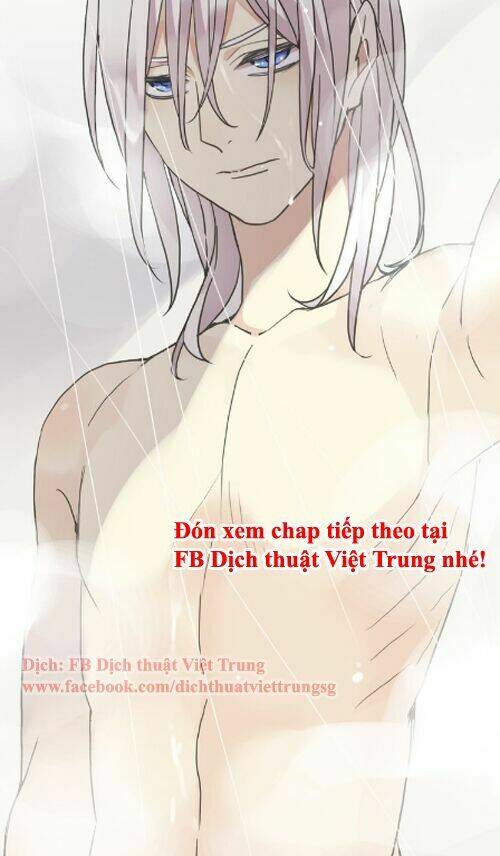 Đón xem chap tiếp theo tại
FB Dịch thuật Việt Trung nhé!
Dịch: FB Dịch thuật Việt Trung
www.facebook.com/dichthuatviettrungsg